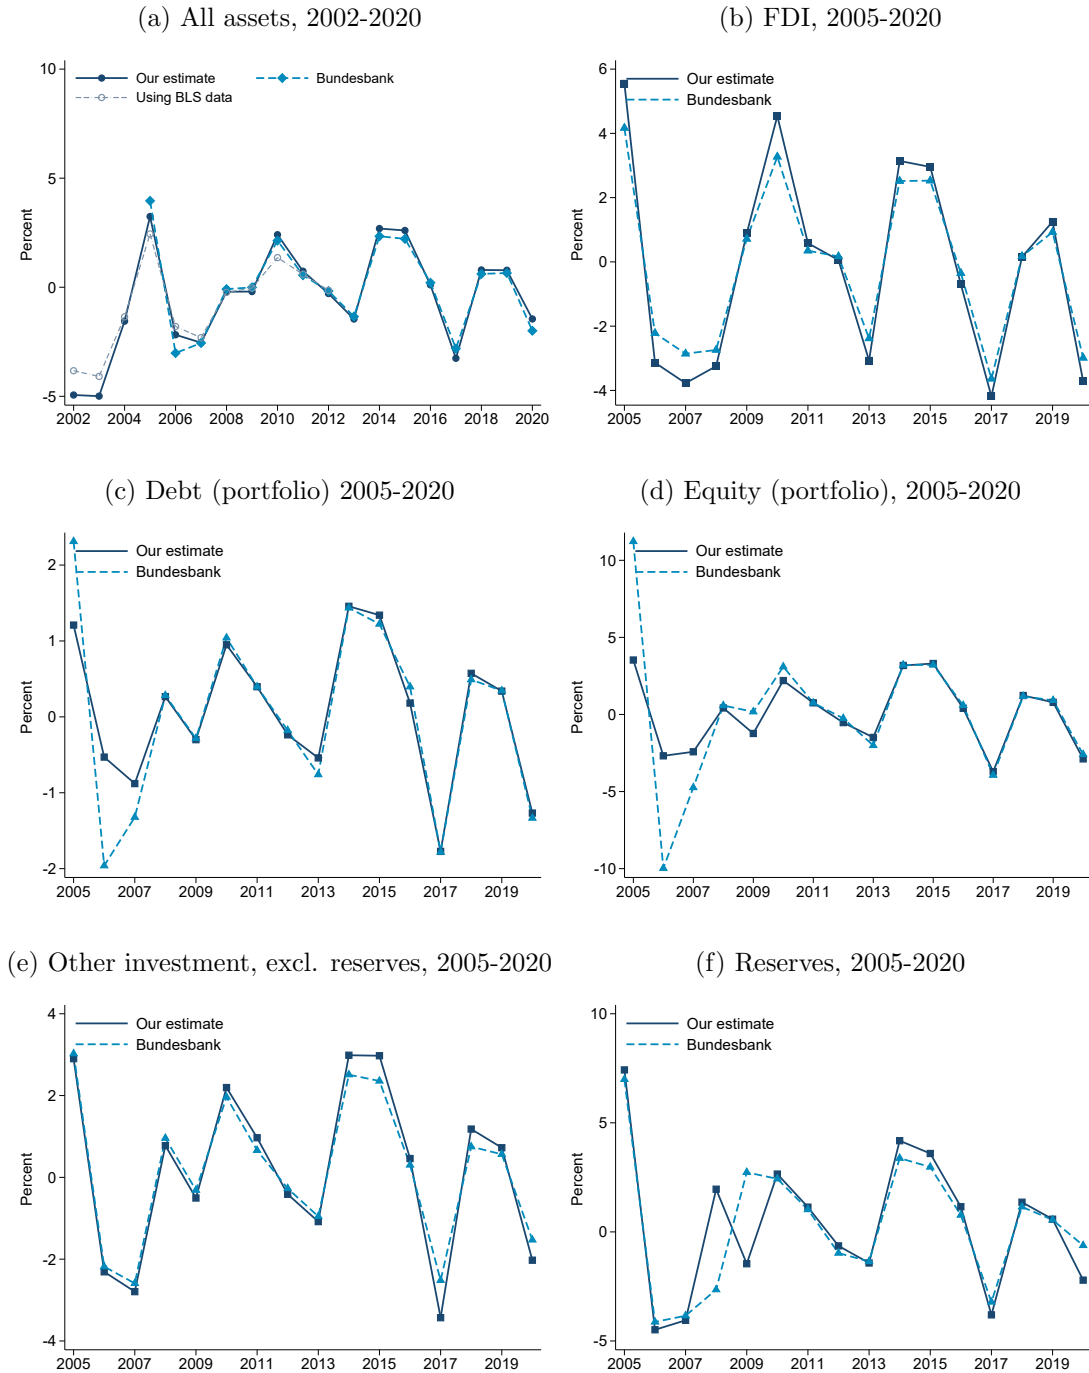 (a) All assets, 2002-2020
10
5
0
-5
Percent
Our estimate
Bundesbank
Using BLS data
2002 2004 2006 2008 2010 2012 2014 2016 2018 2020
(b) FDI, 2005-2020
6
4
2
0
-2
-4
Percent
Our estimate
Bundesbank
2005 2007 2009 2011 2013 2015 2017 2019
(c) Debt (portfolio) 2005-2020
2
1
0
-1
-2
Percent
Our estimate
Bundesbank
2005 2007 2009 2011 2013 2015 2017 2019
(d) Equity (portfolio), 2005-2020
10
5
0
-5
-10
Percent
Our estimate
Bundesbank
2005 2007 2009 2011 2013 2015 2017 2019
(e) Other investment, excl. reserves, 2005-2020
4
2
0
-2
-4
Percent
Our estimate
Bundesbank
2005 2007 2009 2011 2013 2015 2017 2019
(f) Reserves, 2005-2020
10
5
0
-5
Percent
Our estimate
Bundesbank
2005 2007 2009 2011 2013 2015 2017 2019